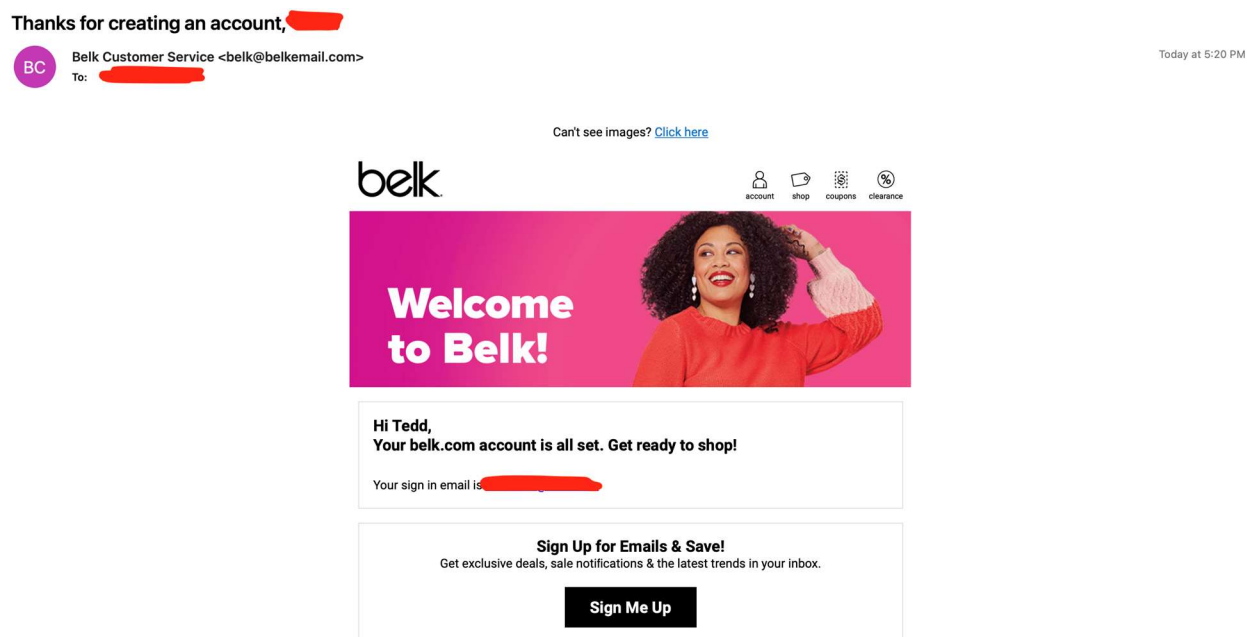 Thanks for creating an account,
BC
Belk Customer Service <belk@belkemail.com>
Today at 5:20 PM
To:
Can't see images? Click here
belk
account shop coupons clearance
Welcome
to Belk!
Hi Tedd,
Your belk.com account is all set. Get ready to shop!
Your sign in email is
Sign Up for Emails & Save!
Get exclusive deals, sale notifications & the latest trends in your inbox.
Sign Me Up